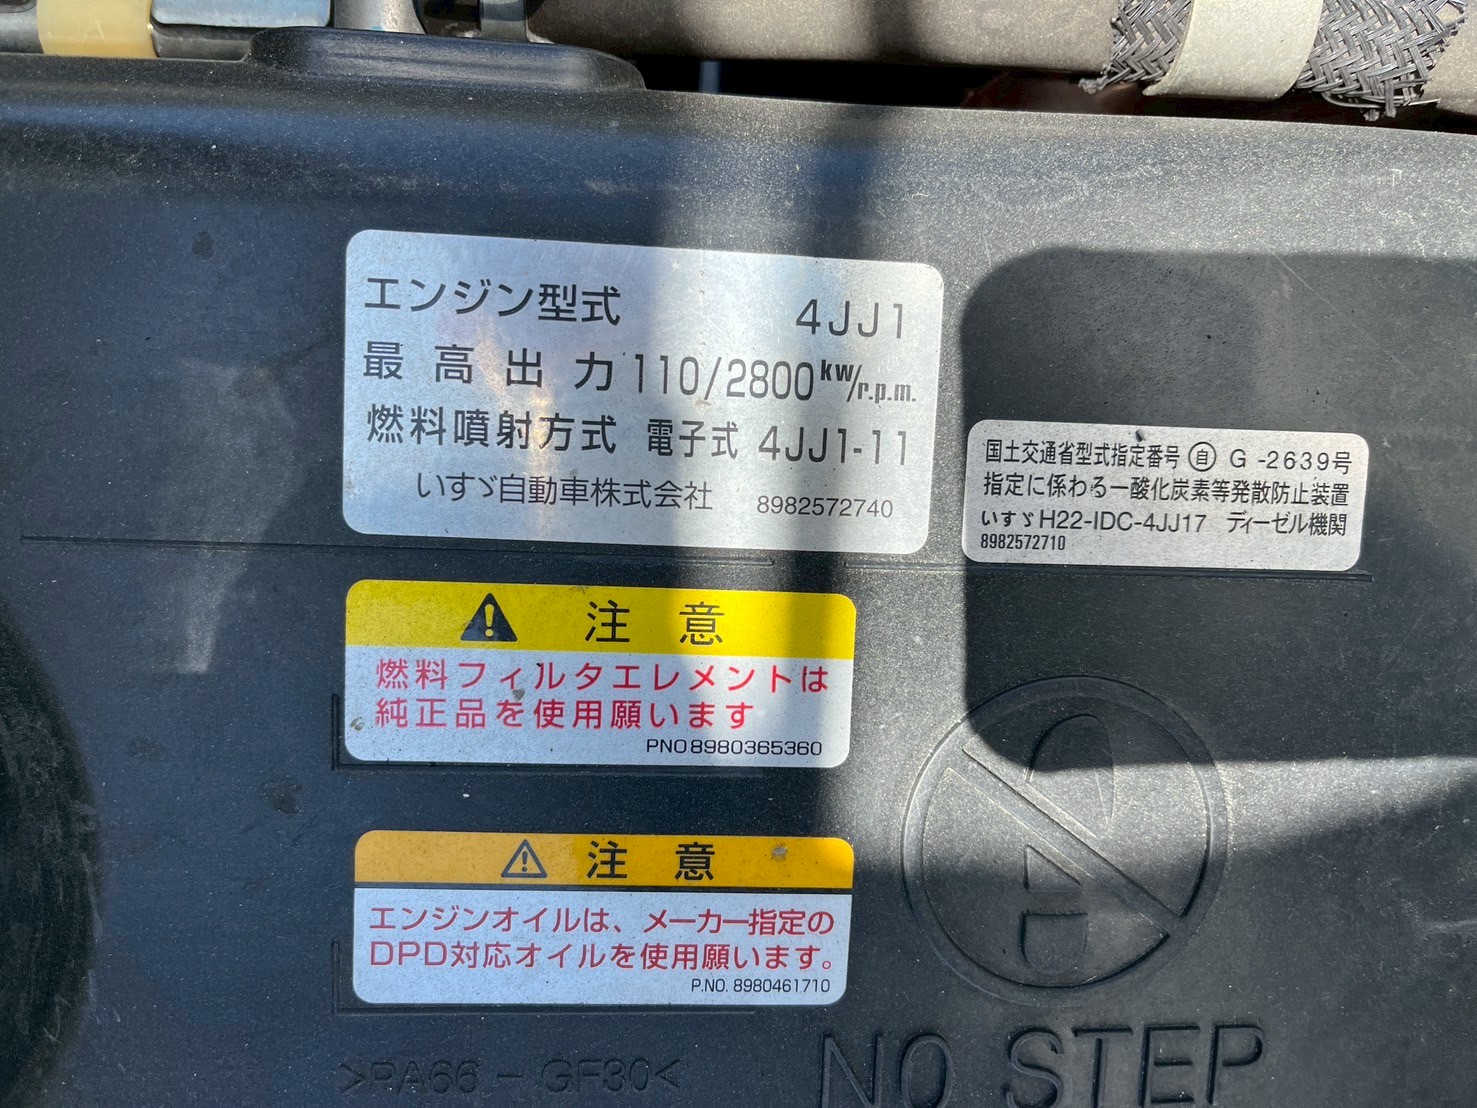 エンジン型式 4JJ1
最高出力 110/2800kW/r.p.m.
燃料噴射方式 電子式 4JJ1-11
いすゞ自動車株式会社 8982572740
国土交通省型式指定番号 自 G -2639号
指定に係わる一酸化炭素等発散防止装置
いすゞH22-IDC-4JJ17 ディーゼル機関
8982572710
注意
燃料フィルタエレメントは
純正品を使用願います
PNO8980365360
注意
エンジンオイルは、メーカー指定の
DPD対応オイルを使用願います。
P.NO. 8980461710
NO STEP
>PA66-GF30<